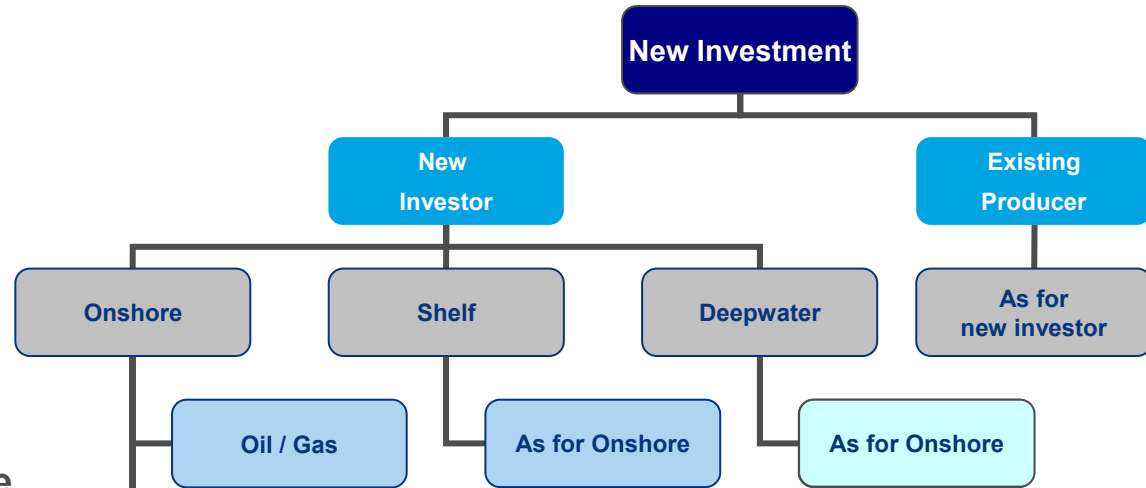 New Investment
New
Investor
Existing
Producer
Onshore
Shelf
Deepwater
As for
new investor
Oil / Gas
As for Onshore
As for Onshore
e